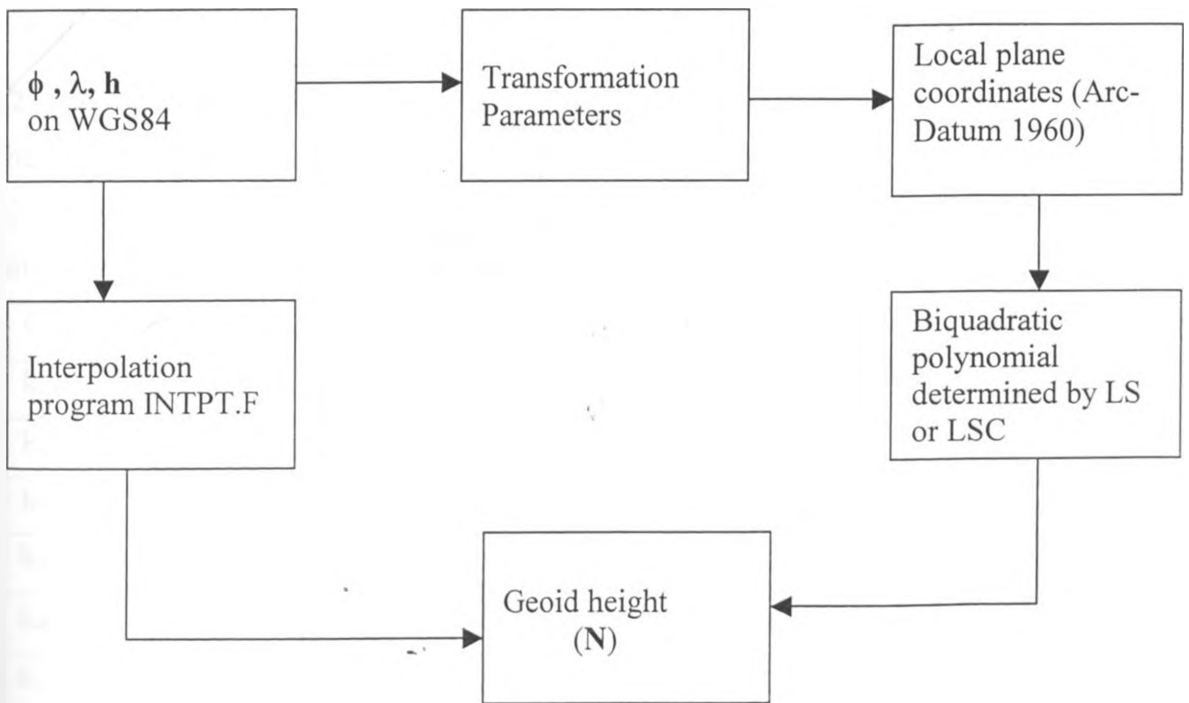 ϕ , λ, h
on WGS84
Transformation
Parameters
Local plane
coordinates (Arc-
Datum 1960)
Interpolation
program INTPT.F
Biquadratic
polynomial
determined by LS
or LSC
Geoid height
(N)